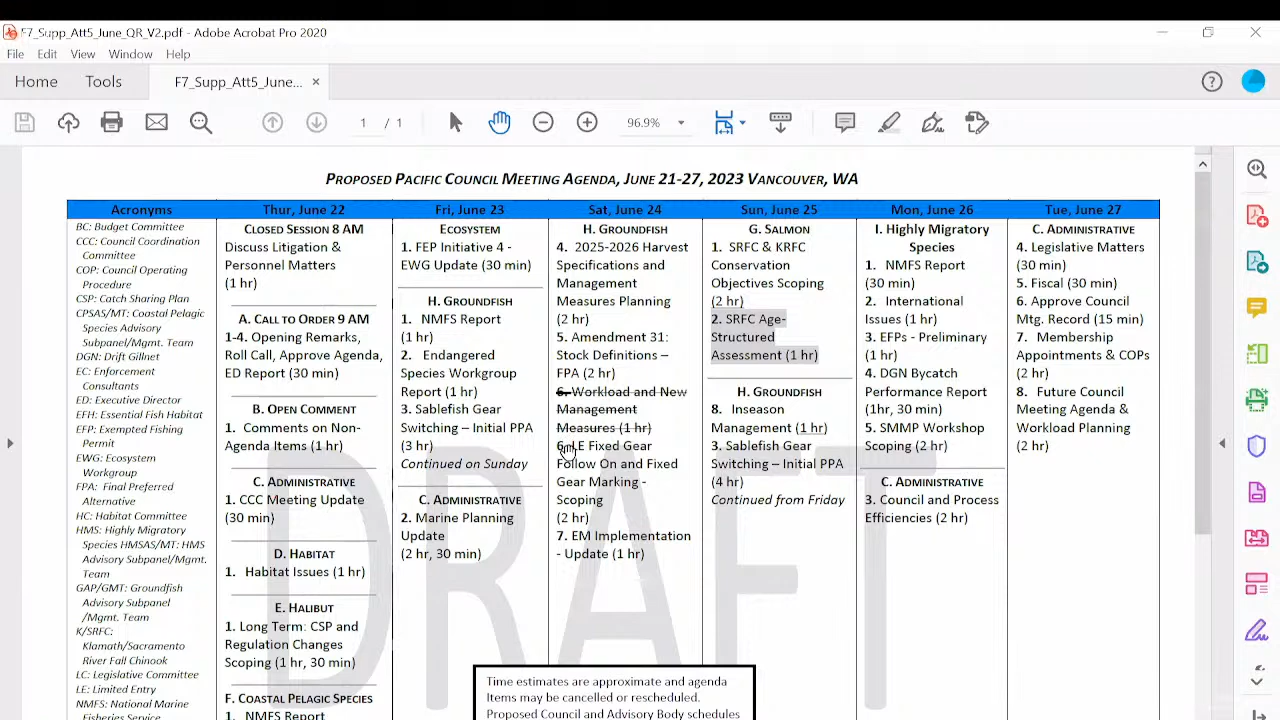 F7_Supp_Att5_June_QR_V2.pdf - Adobe Acrobat Pro 2020
File Edit View Window Help
Home Tools F7_Supp_Att5_June... ×
1 / 1 96.9%
PROPOSED PACIFIC COUNCIL MEETING AGENDA, JUNE 21-27, 2023 VANCOUVER, WA
Acronyms
BC: Budget Committee
CCC: Council Coordination
Committee
COP: Council Operating
Procedure
CSP: Catch Sharing Plan
CPSAS/MT: Coastal Pelagic
Species Advisory
Subpanel/Mgmt. Team
DGN: Drift Gillnet
EC: Enforcement
Consultants
ED: Executive Director
EFH: Essential Fish Habitat
EFP: Exempted Fishing
Permit
EWG: Ecosystem
Workgroup
FPA: Final Preferred
Alternative
HC: Habitat Committee
HMS: Highly Migratory
Species HMSAS/MT: HMS
Advisory Subpanel/Mgmt.
Team
GAP/GMT: Groundfish
Advisory Subpanel
/Mgmt. Team
K/SRFC:
Klamath/Sacramento
River Fall Chinook
LC: Legislative Committee
LE: Limited Entry
NMFS: National Marine
Fisheries Service
Thur, June 22
CLOSED SESSION 8 AM
Discuss Litigation &
Personnel Matters
(1 hr)
A. CALL TO ORDER 9 AM
1-4. Opening Remarks,
Roll Call, Approve Agenda,
ED Report (30 min)
B. OPEN COMMENT
1. Comments on Non-
Agenda Items (1 hr)
C. ADMINISTRATIVE
1. CCC Meeting Update
(30 min)
D. HABITAT
1. Habitat Issues (1 hr)
E. HALIBUT
1. Long Term: CSP and
Regulation Changes
Scoping (1 hr, 30 min)
F. COASTAL PELAGIC SPECIES
1. NMFS Report
Fri, June 23
ECOSYSTEM
1. FEP Initiative 4 -
EWG Update (30 min)
H. GROUNDFISH
1. NMFS Report
(1 hr)
2. Endangered
Species Workgroup
Report (1 hr)
3. Sablefish Gear
Switching – Initial PPA
(3 hr)
Continued on Sunday
C. ADMINISTRATIVE
2. Marine Planning
Update
(2 hr, 30 min)
Sat, June 24
H. GROUNDFISH
4. 2025-2026 Harvest
Specifications and
Management
Measures Planning
(2 hr)
5. Amendment 31:
Stock Definitions –
FPA (2 hr)
6. Workload and New
Management
Measures (1 hr)
6. LE Fixed Gear
Follow On and Fixed
Gear Marking -
Scoping
(2 hr)
7. EM Implementation
- Update (1 hr)
Sun, June 25
G. SALMON
1. SRFC & KRFC
Conservation
Objectives Scoping
(2 hr)
2. SRFC Age-
Structured
Assessment (1 hr)
H. GROUNDFISH
8. Inseason
Management (1 hr)
3. Sablefish Gear
Switching – Initial PPA
(4 hr)
Continued from Friday
Mon, June 26
I. Highly Migratory
Species
1. NMFS Report
(30 min)
2. International
Issues (1 hr)
3. EFPs - Preliminary
(1 hr)
4. DGN Bycatch
Performance Report
(1hr, 30 min)
5. SMMP Workshop
Scoping (2 hr)
C. ADMINISTRATIVE
3. Council and Process
Efficiencies (2 hr)
Tue, June 27
C. ADMINISTRATIVE
4. Legislative Matters
(30 min)
5. Fiscal (30 min)
6. Approve Council
Mtg. Record (15 min)
7. Membership
Appointments & COPs
(2 hr)
8. Future Council
Meeting Agenda &
Workload Planning
(2 hr)
DRAFT
Time estimates are approximate and agenda
Items may be cancelled or rescheduled.
Proposed Council and Advisory Body schedules